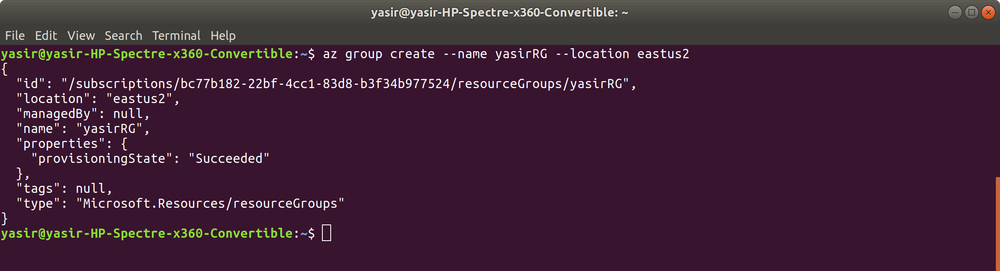 yasir@yasir-HP-Spectre-x360-Convertible: ~
File Edit View Search Terminal Help
yasir@yasir-HP-Spectre-x360-Convertible:~$ az group create --name yasirRG --location eastus2
{
  "id": "/subscriptions/bc77b182-22bf-4cc1-83d8-b3f34b977524/resourceGroups/yasirRG",
  "location": "eastus2",
  "managedBy": null,
  "name": "yasirRG",
  "properties": {
    "provisioningState": "Succeeded"
  },
  "tags": null,
  "type": "Microsoft.Resources/resourceGroups"
}
yasir@yasir-HP-Spectre-x360-Convertible:~$